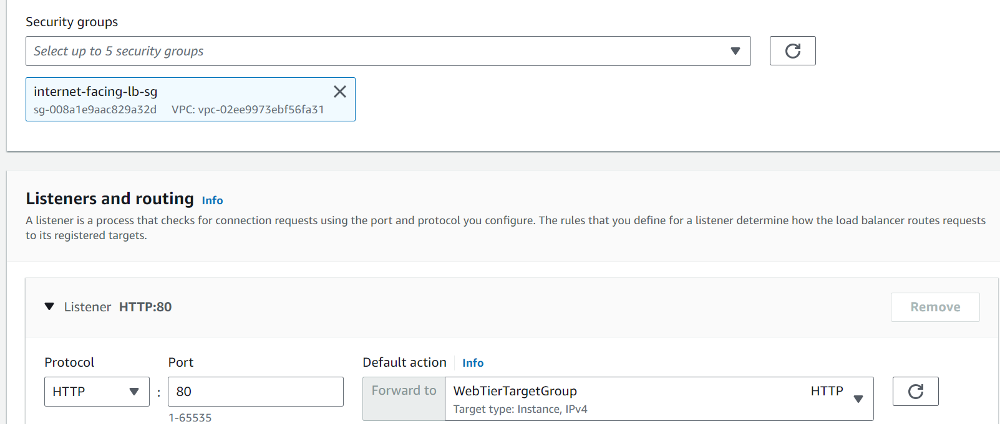 Security groups
Select up to 5 security groups
internet-facing-lb-sg
sg-008a1e9aac829a32d VPC: vpc-02ee9973ebf56fa31
Listeners and routing Info
A listener is a process that checks for connection requests using the port and protocol you configure. The rules that you define for a listener determine how the load balancer routes requests
to its registered targets.
Listener HTTP:80
Remove
Protocol Port Default action Info
HTTP : 80 Forward to WebTierTargetGroup HTTP
Target type: Instance, IPv4
1-65535